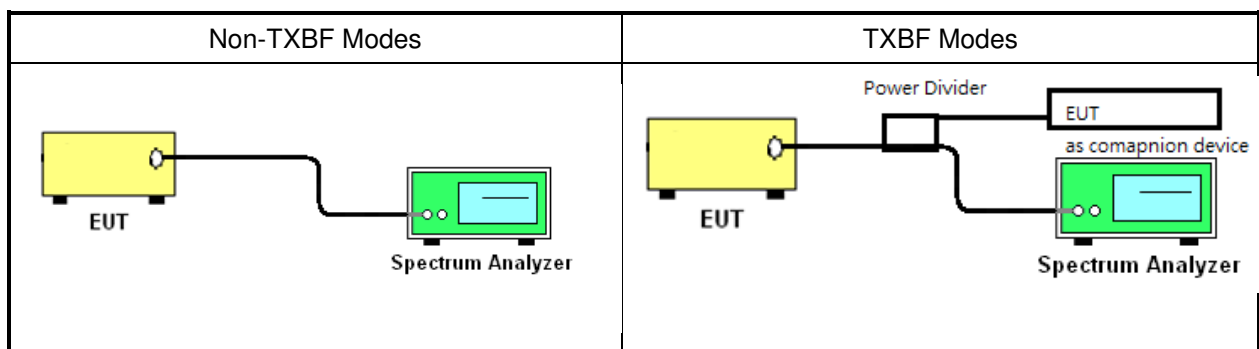 Non-TXBF Modes
TXBF Modes
EUT
Spectrum Analyzer
Power Divider
EUT
as comapnion device
EUT
Spectrum Analyzer